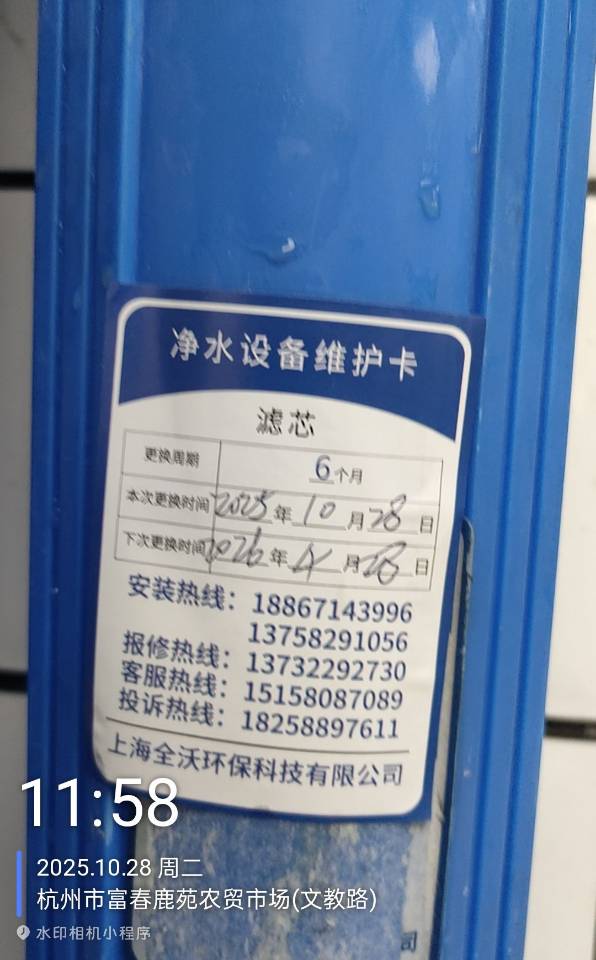 净水设备维护卡
滤芯
更换周期 6个月
本次更换时间 2025年10月28日
下次更换时间 2026年4月28日
安装热线：18867143996
13758291056
报修热线：13732292730
客服热线：15158087089
投诉热线：18258897611
上海全沃环保科技有限公司
司
11:58
2025.10.28 周二
杭州市富春鹿苑农贸市场(文教路)
水印相机小程序